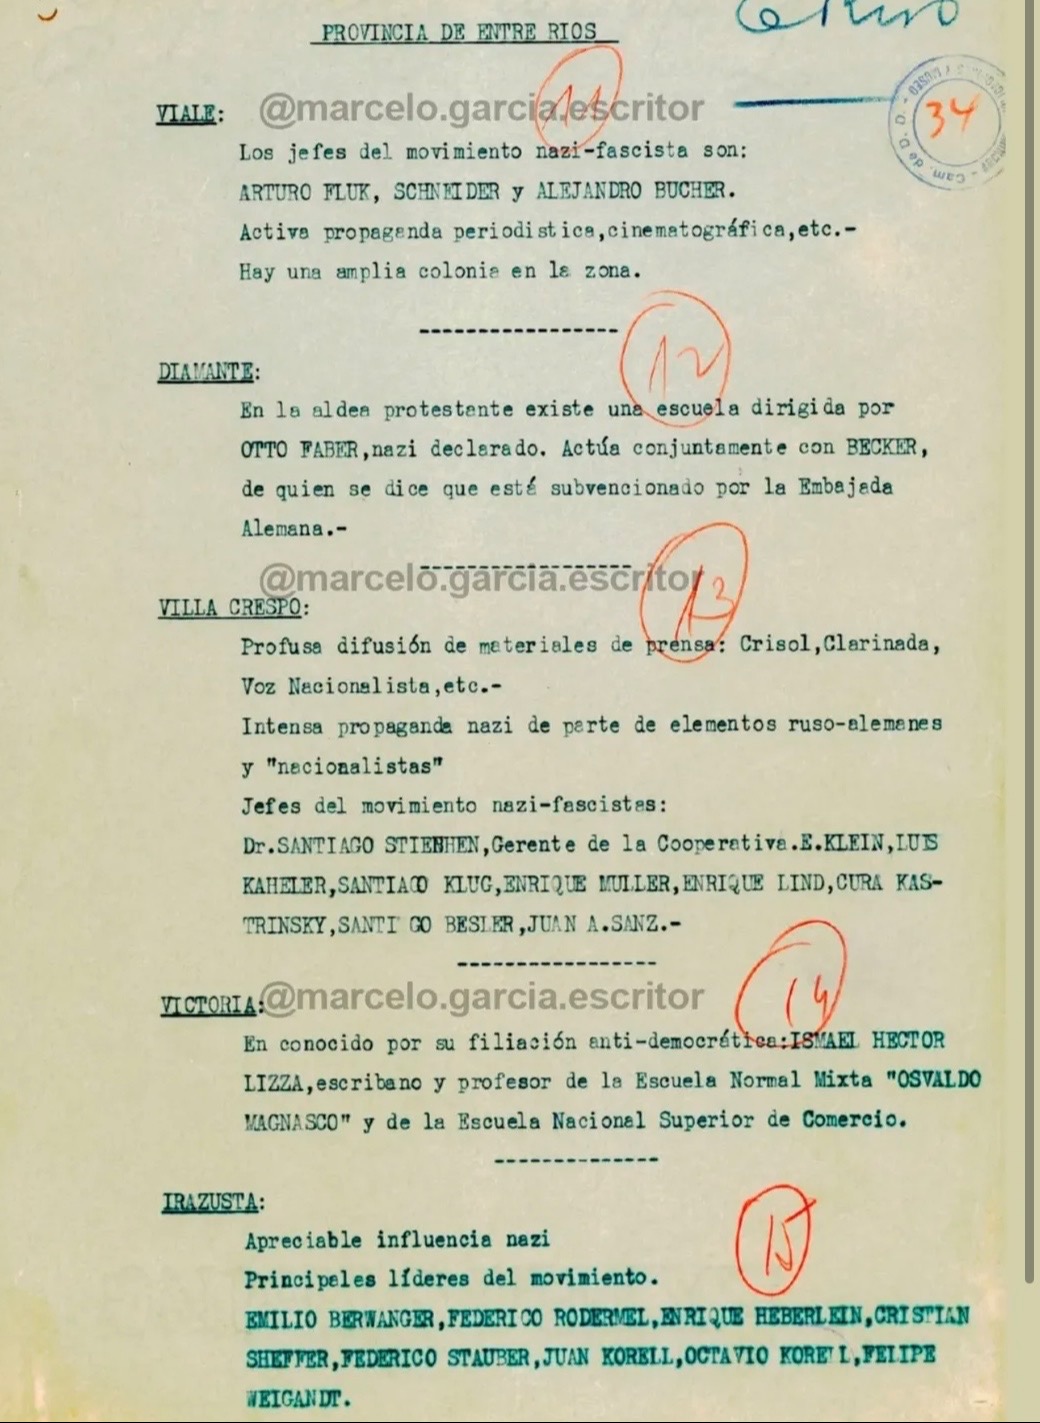 PROVINCIA DE ENTRE RIOS
34
VIALE:
11
@marcelo.garcia.escritor
Los jefes del movimiento nazi-fascista son:
ARTURO FLUK, SCHNEIDER y ALEJANDRO BUCHER.
Activa propaganda periodistica,cinematográfica,etc.-
Hay una amplia colonia en la zona.
-----------------
12
DIAMANTE:
En la aldea protestante existe una escuela dirigida por
OTTO FABER,nazi declarado. Actúa conjuntamente con BECKER,
de quien se dice que está subvencionado por la Embajada
Alemana.-
------------------
@marcelo.garcia.escritor
13
VILLA CRESPO:
Profusa difusión de materiales de prensa: Crisol,Clarinada,
Voz Nacionalista,etc.-
Intensa propaganda nazi de parte de elementos ruso-alemanes
y "nacionalistas"
Jefes del movimiento nazi-fascistas:
Dr.SANTIAGO STIENHEN,Gerente de la Cooperativa.E.KLEIN,LUIS
KAHELER,SANTIAGO KLUG,ENRIQUE MULLER,ENRIQUE LIND,CURA KAS-
TRINSKY,SANTI GO BESLER,JUAN A.SANZ.-
-----------------
14
VICTORIA:
@marcelo.garcia.escritor
En conocido por su filiación anti-democrática:ISMAEL HECTOR
LIZZA,escribano y profesor de la Escuela Normal Mixta "OSVALDO
MAGNASCO" y de la Escuela Nacional Superior de Comercio.
--------------
15
IRAZUSTA:
Apreciable influencia nazi
Principales líderes del movimiento.
EMILIO BERWANGER,FEDERICO RODERMEL,ENRIQUE HEBERLEIN,CRISTIAN
SHEFFER,FEDERICO STAUBER,JUAN KORELL,OCTAVIO KORELL,FELIPE
WEIGANDT.